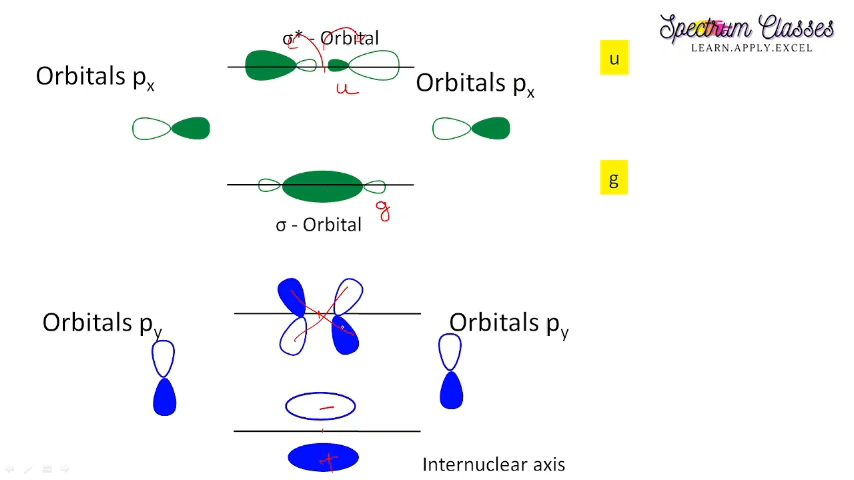 Spectrum Classes
LEARN.APPLY.EXCEL
σ* - Orbital
u
Orbitals px
Orbitals px
u
g
g
σ - Orbital
Orbitals py
Orbitals py
−
+
Internuclear axis